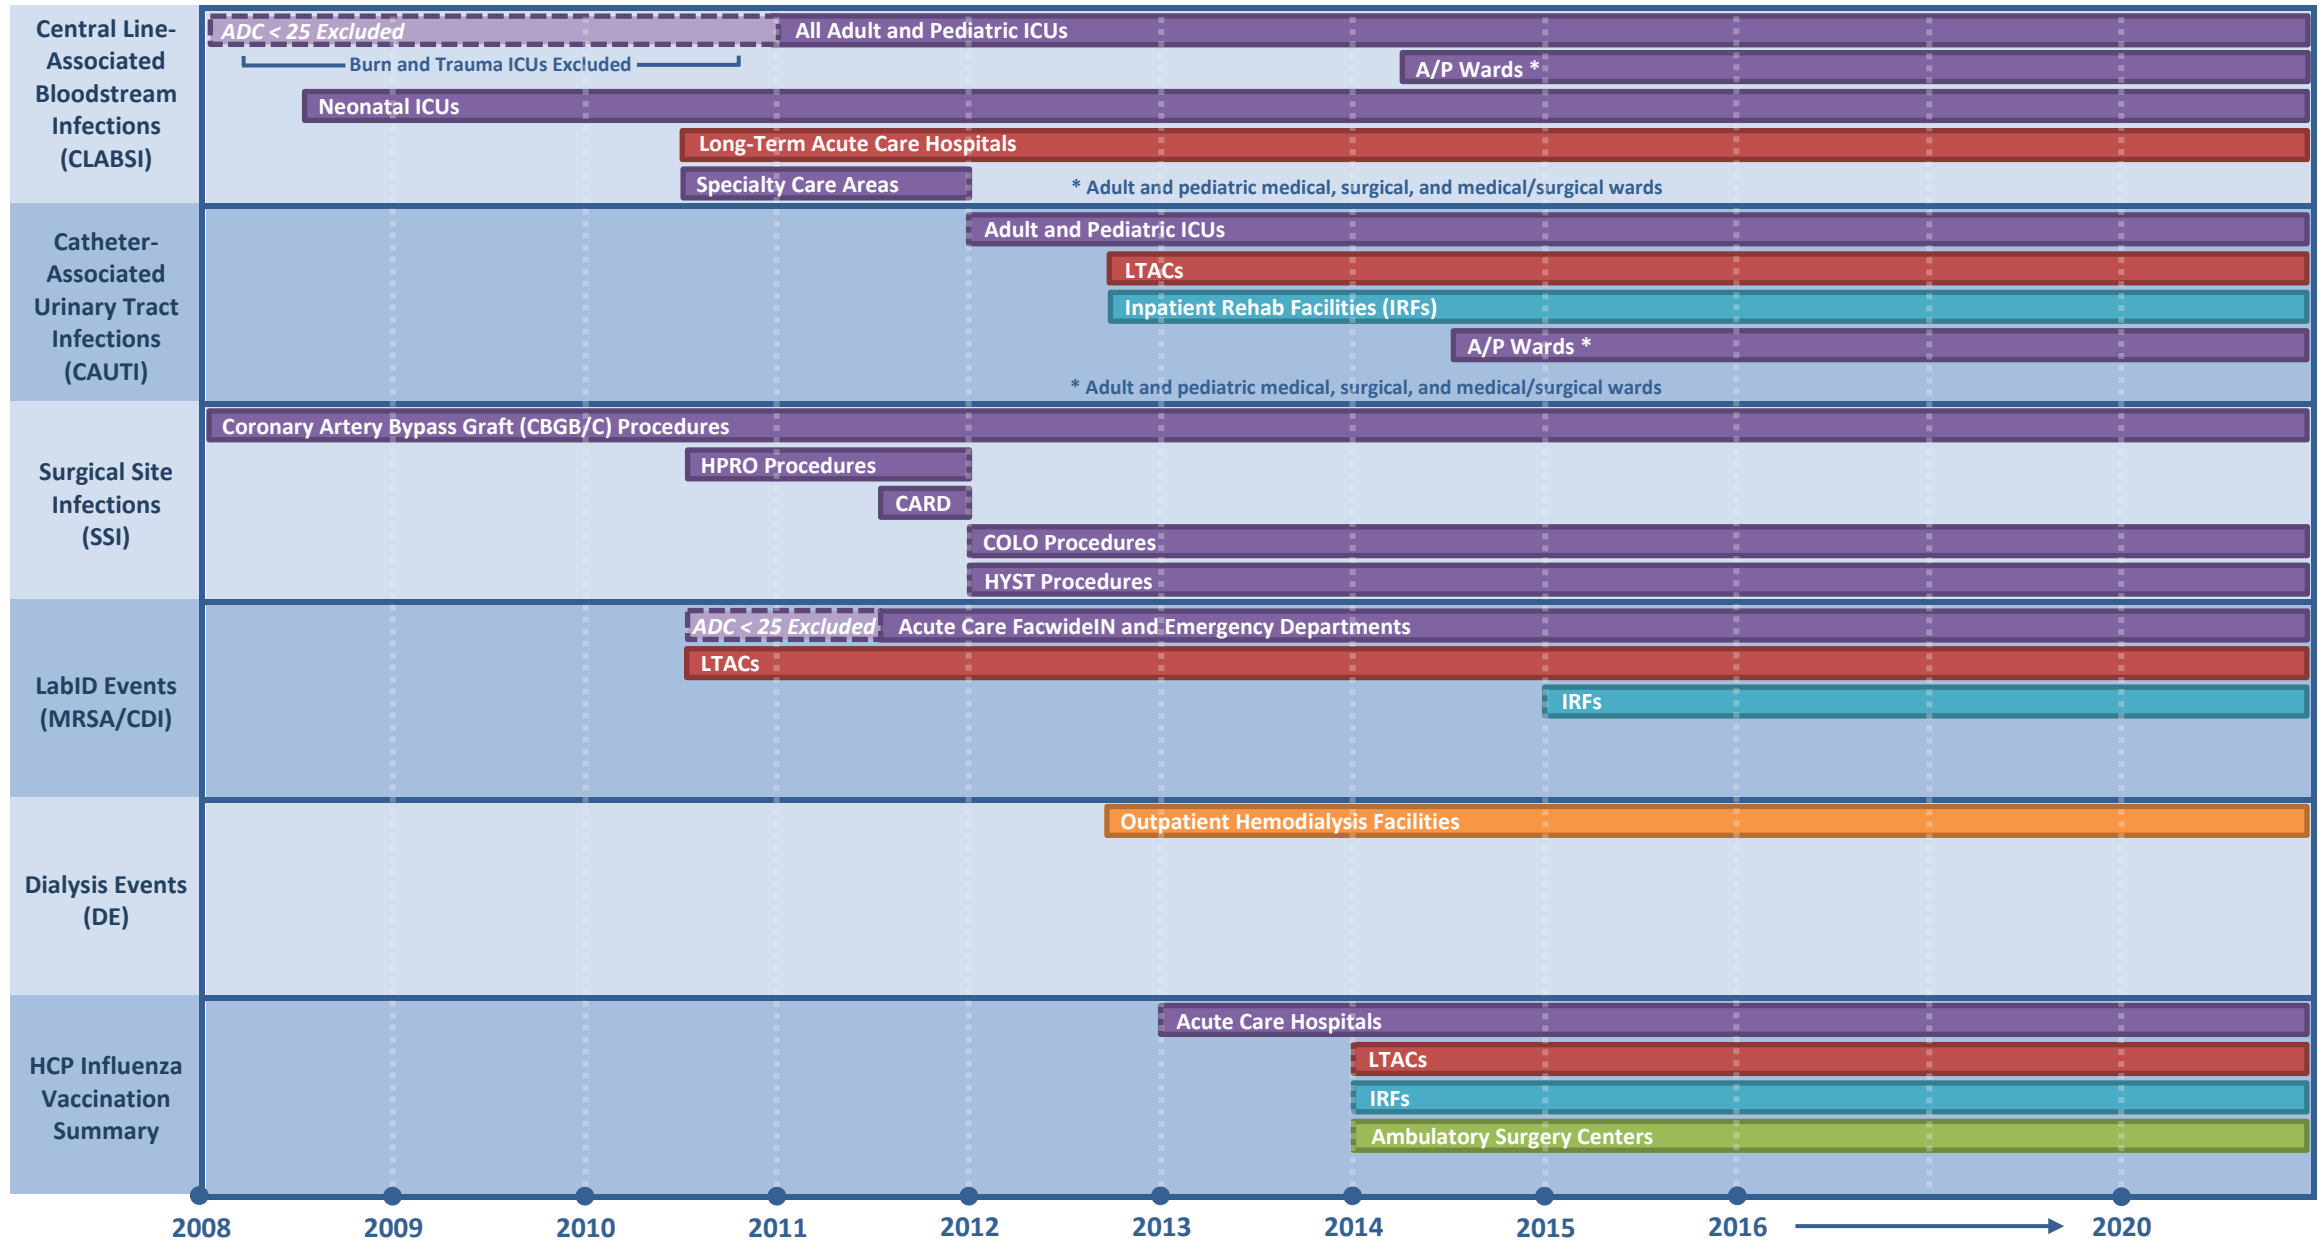 Central Line-
Associated
Bloodstream
Infections
(CLABSI)
ADC < 25 Excluded
All Adult and Pediatric ICUs
Burn and Trauma ICUs Excluded
A/P Wards *
Neonatal ICUs
Long-Term Acute Care Hospitals
Specialty Care Areas
* Adult and pediatric medical, surgical, and medical/surgical wards
Catheter-
Associated
Urinary Tract
Infections
(CAUTI)
Adult and Pediatric ICUs
LTACs
Inpatient Rehab Facilities (IRFs)
A/P Wards *
* Adult and pediatric medical, surgical, and medical/surgical wards
Surgical Site
Infections
(SSI)
Coronary Artery Bypass Graft (CBGB/C) Procedures
HPRO Procedures
CARD
COLO Procedures
HYST Procedures
LabID Events
(MRSA/CDI)
ADC < 25 Excluded
Acute Care FacwideIN and Emergency Departments
LTACs
IRFs
Dialysis Events
(DE)
Outpatient Hemodialysis Facilities
HCP Influenza
Vaccination
Summary
Acute Care Hospitals
LTACs
IRFs
Ambulatory Surgery Centers
2008 2009 2010 2011 2012 2013 2014 2015 2016 2020